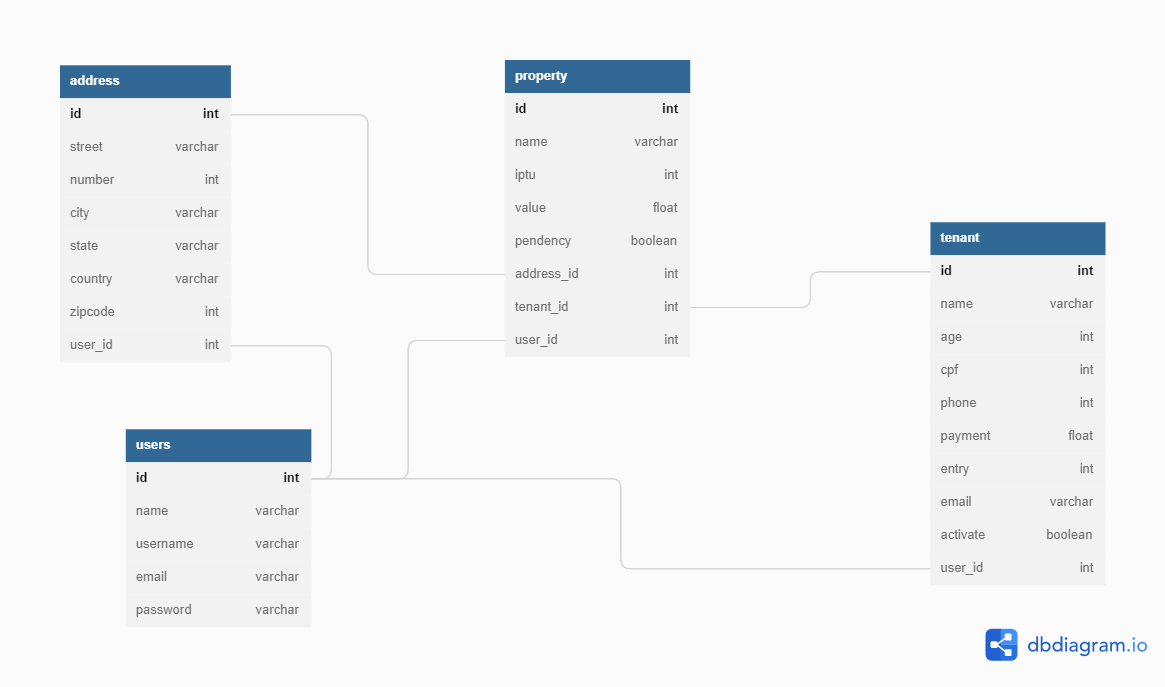 address
id int
street varchar
number int
city varchar
state varchar
country varchar
zipcode int
user_id int
property
id int
name varchar
iptu int
value float
pendency boolean
address_id int
tenant_id int
user_id int
tenant
id int
name varchar
age int
cpf int
phone int
payment float
entry int
email varchar
activate boolean
user_id int
users
id int
name varchar
username varchar
email varchar
password varchar
dbdiagram.io